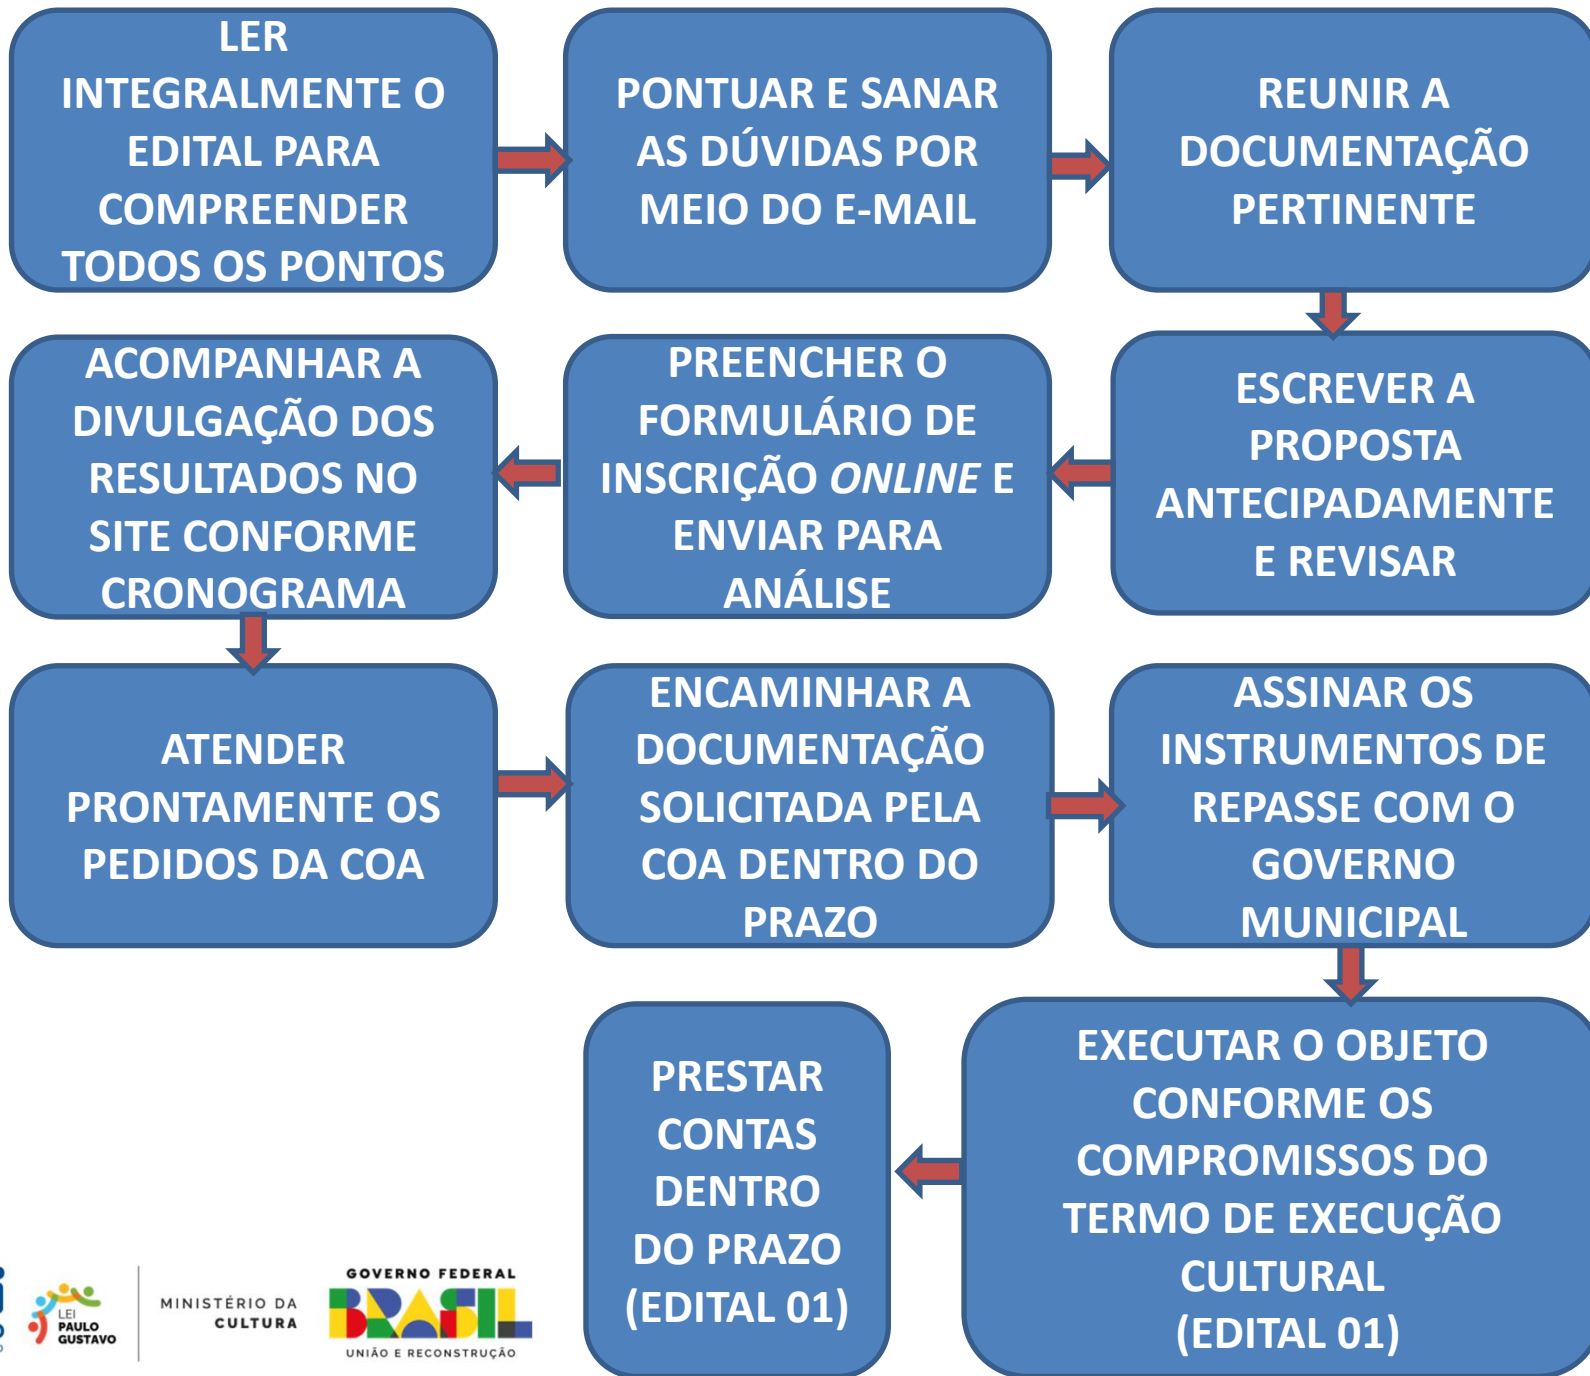 LER
INTEGRALMENTE O
EDITAL PARA
COMPREENDER
TODOS OS PONTOS
PONTUAR E SANAR
AS DÚVIDAS POR
MEIO DO E-MAIL
REUNIR A
DOCUMENTAÇÃO
PERTINENTE
ESCREVER A
PROPOSTA
ANTECIPADAMENTE
E REVISAR
PREENCHER O
FORMULÁRIO DE
INSCRIÇÃO ONLINE E
ENVIAR PARA
ANÁLISE
ACOMPANHAR A
DIVULGAÇÃO DOS
RESULTADOS NO
SITE CONFORME
CRONOGRAMA
ATENDER
PRONTAMENTE OS
PEDIDOS DA COA
ENCAMINHAR A
DOCUMENTAÇÃO
SOLICITADA PELA
COA DENTRO DO
PRAZO
ASSINAR OS
INSTRUMENTOS DE
REPASSE COM O
GOVERNO
MUNICIPAL
EXECUTAR O OBJETO
CONFORME OS
COMPROMISSOS DO
TERMO DE EXECUÇÃO
CULTURAL
(EDITAL 01)
PRESTAR
CONTAS
DENTRO
DO PRAZO
(EDITAL 01)
LEI
PAULO
GUSTAVO
MINISTÉRIO DA
CULTURA
GOVERNO FEDERAL
BRASIL
UNIÃO E RECONSTRUÇÃO